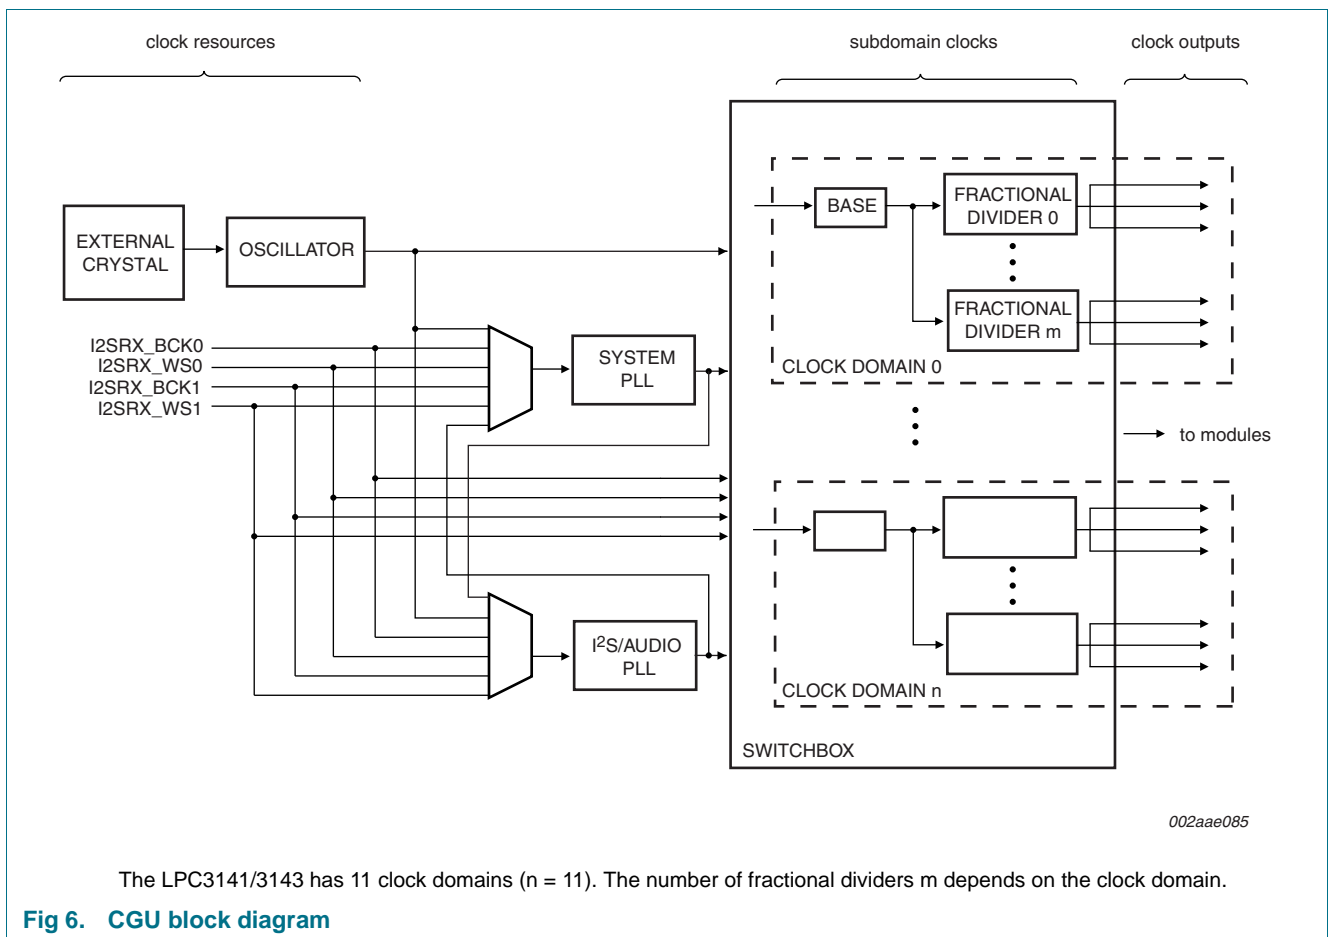 clock resources
subdomain clocks
clock outputs
EXTERNAL
CRYSTAL
OSCILLATOR
BASE
FRACTIONAL
DIVIDER 0
FRACTIONAL
DIVIDER m
CLOCK DOMAIN 0
I2SRX_BCK0
I2SRX_WS0
I2SRX_BCK1
I2SRX_WS1
SYSTEM
PLL
to modules
I²S/AUDIO
PLL
CLOCK DOMAIN n
SWITCHBOX
002aae085
The LPC3141/3143 has 11 clock domains (n = 11). The number of fractional dividers m depends on the clock domain.
Fig 6. CGU block diagram